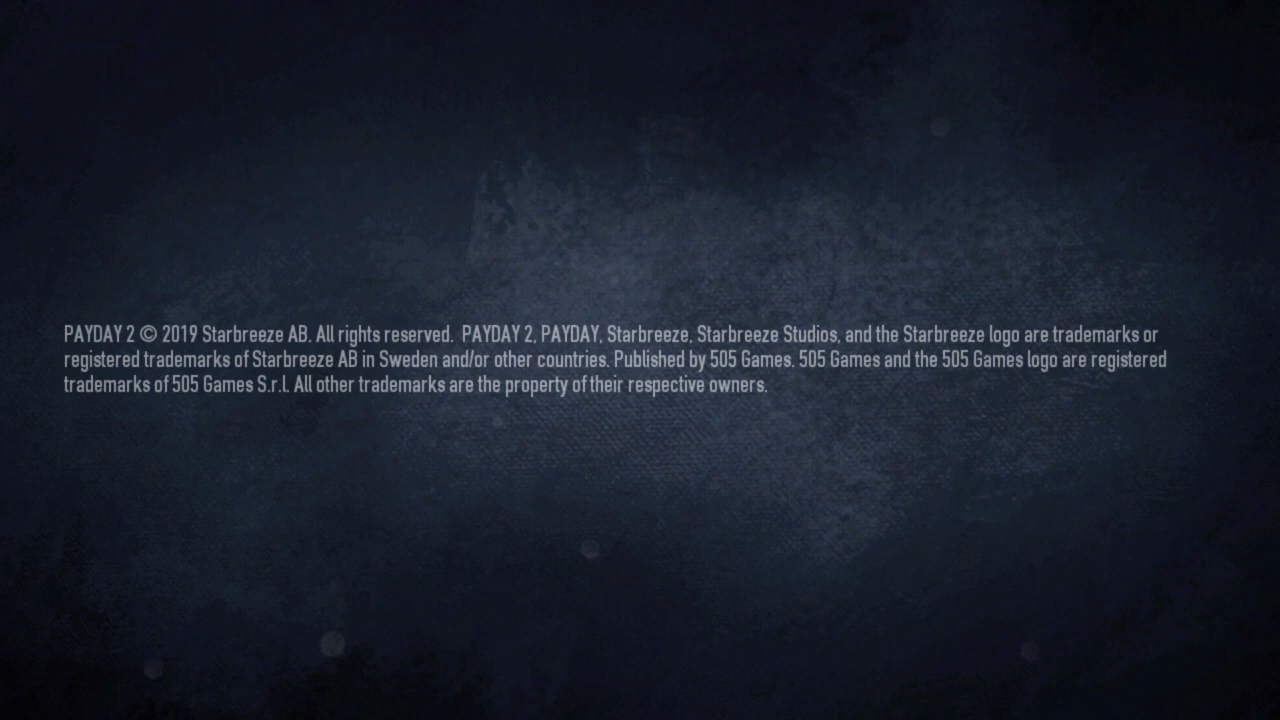 PAYDAY 2 © 2019 Starbreeze AB. All rights reserved.  PAYDAY 2, PAYDAY, Starbreeze, Starbreeze Studios, and the Starbreeze logo are trademarks or
registered trademarks of Starbreeze AB in Sweden and/or other countries. Published by 505 Games. 505 Games and the 505 Games logo are registered
trademarks of 505 Games S.r.l. All other trademarks are the property of their respective owners.